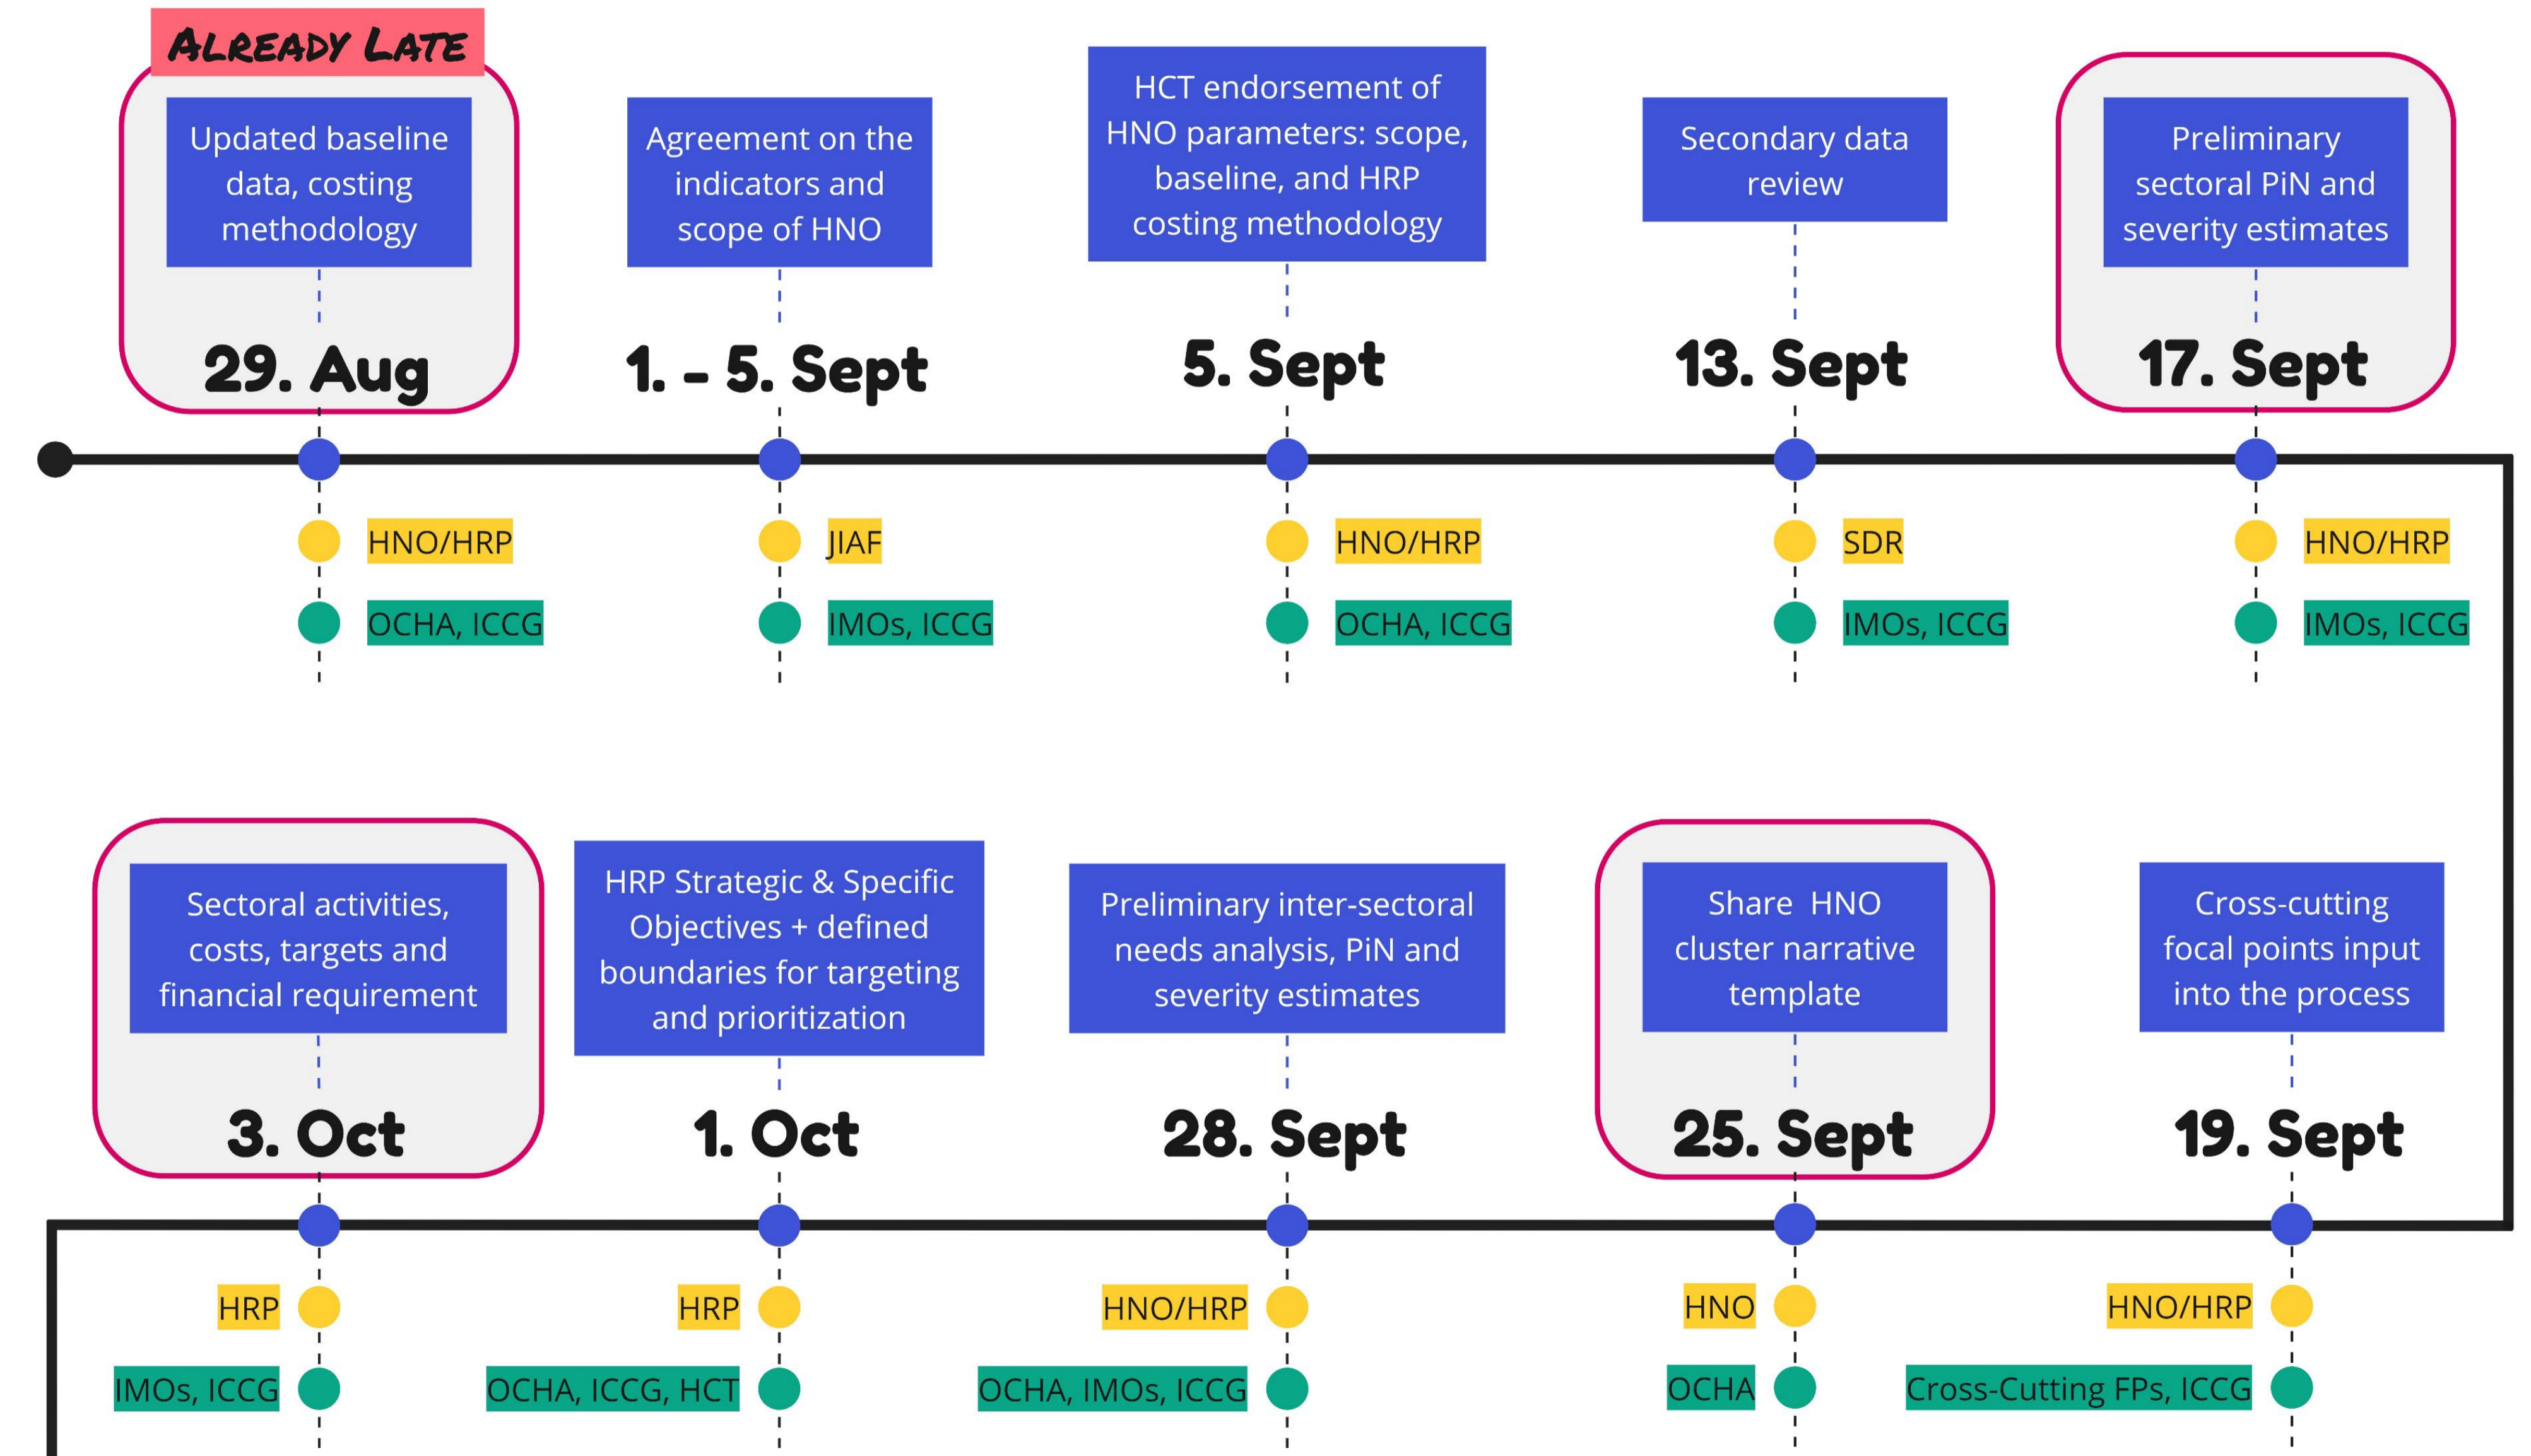 ALREADY LATE
Updated baseline
data, costing
methodology
29. Aug
HNO/HRP
OCHA, ICCG
Agreement on the
indicators and
scope of HNO
1. - 5. Sept
JIAF
IMOs, ICCG
HCT endorsement of
HNO parameters: scope,
baseline, and HRP
costing methodology
5. Sept
HNO/HRP
OCHA, ICCG
Secondary data
review
13. Sept
SDR
IMOs, ICCG
Preliminary
sectoral PiN and
severity estimates
17. Sept
HNO/HRP
IMOs, ICCG
Sectoral activities,
costs, targets and
financial requirement
3. Oct
HRP
IMOs, ICCG
HRP Strategic & Specific
Objectives + defined
boundaries for targeting
and prioritization
1. Oct
HRP
OCHA, ICCG, HCT
Preliminary inter-sectoral
needs analysis, PiN and
severity estimates
28. Sept
HNO/HRP
OCHA, IMOs, ICCG
Share HNO
cluster narrative
template
25. Sept
HNO
OCHA
Cross-cutting
focal points input
into the process
19. Sept
HNO/HRP
Cross-Cutting FPs, ICCG